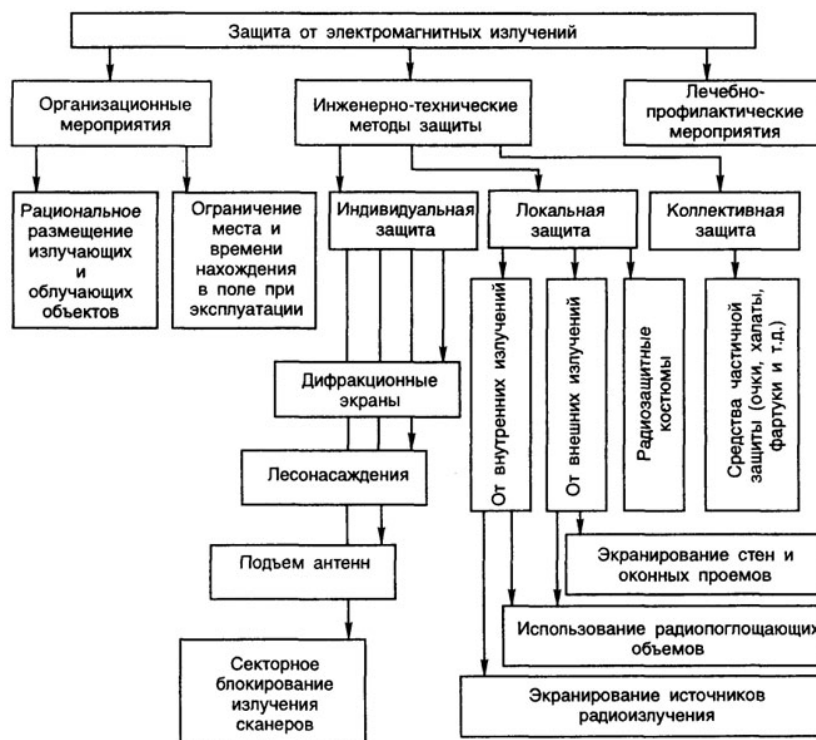 Защита от электромагнитных излучений
Организационные
мероприятия
Инженерно-технические
методы защиты
Лечебно-
профилактические
мероприятия
Рациональное
размещение
излучающих
и
облучающих
объектов
Ограничение
места и
времени
нахождения
в поле при
эксплуатации
Индивидуальная
защита
Локальная
защита
Коллективная
защита
От внутренних излучений
От внешних излучений
Радиозащитные
костюмы
Средства частичной
защиты (очки, халаты,
фартуки и т.д.)
Дифракционные
экраны
Лесонасаждения
Подъем антенн
Секторное
блокирование
излучения
сканеров
Экранирование стен и
оконных проемов
Использование радиопоглощающих
объемов
Экранирование источников
радиоизлучения